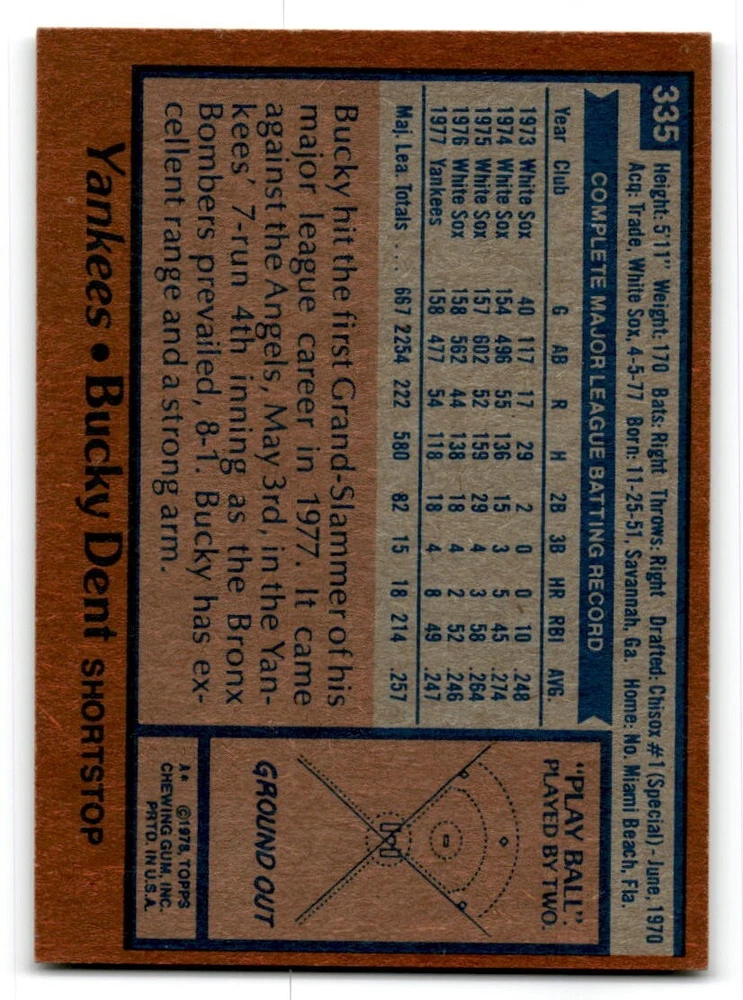 335
Height: 5'11" Weight: 170 Bats: Right Throws: Right Drafted: Chisox #1 (Special)-June, 1970
Acq: Trade, White Sox, 4-5-77 Born: 11-25-51, Savannah, Ga. Home: No. Miami Beach, Fla.
COMPLETE MAJOR LEAGUE BATTING RECORD
Year Club G AB R H 2B 3B HR RBI AVG.
1973 White Sox 40 117 17 29 2 0 0 10 .248
1974 White Sox 154 496 55 136 15 3 5 45 .274
1975 White Sox 157 602 52 159 29 4 3 58 .264
1976 White Sox 158 562 44 138 18 4 2 52 .246
1977 Yankees 158 477 54 118 18 4 8 49 .247
Maj. Lea. Totals .... 667 2254 222 580 82 15 18 214 .257
Bucky hit the first Grand-Slammer of his
major league career in 1977. It came
against the Angels, May 3rd, in the Yan-
kees' 7-run 4th inning as the Bronx
Bombers prevailed, 8-1. Bucky has ex-
cellent range and a strong arm.
"PLAY BALL".
PLAYED BY TWO.
GROUND OUT
A* ©1978, TOPPS
CHEWING GUM, INC.
PRTD. IN U.S.A.
Yankees • Bucky Dent SHORTSTOP